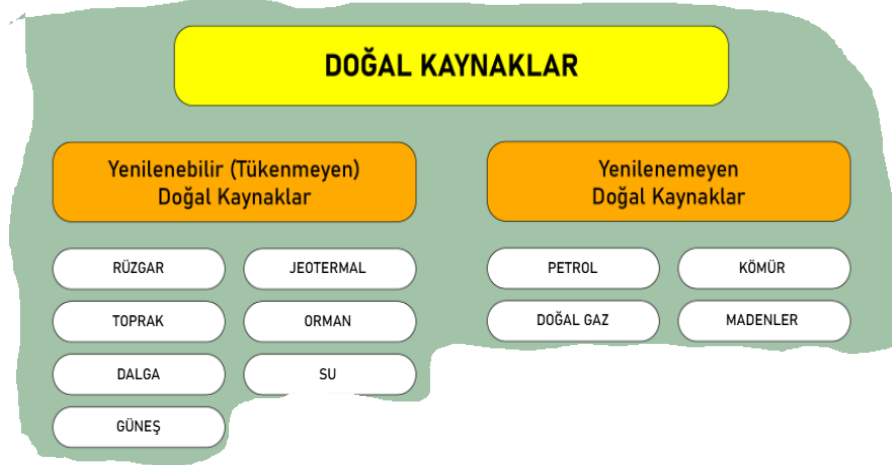 DOĞAL KAYNAKLAR
Yenilenebilir (Tükenmeyen)
Doğal Kaynaklar
RÜZGAR
JEOTERMAL
TOPRAK
ORMAN
DALGA
SU
GÜNEŞ
Yenilenemeyen
Doğal Kaynaklar
PETROL
KÖMÜR
DOĞAL GAZ
MADENLER